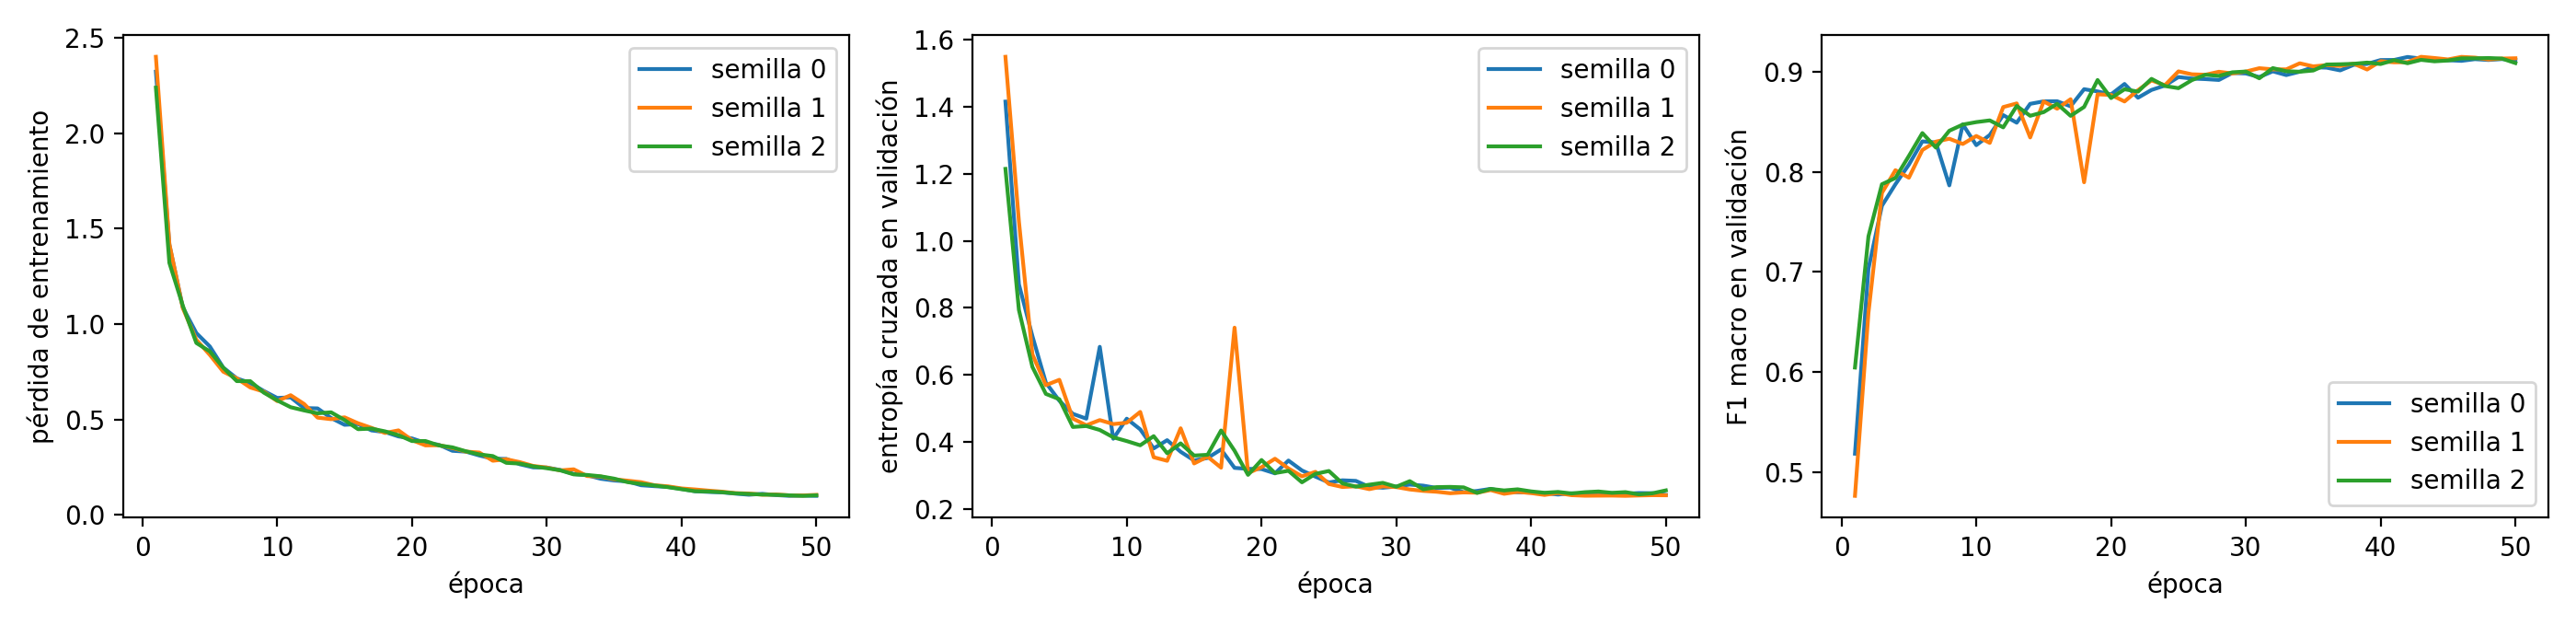 pérdida de entrenamiento
2.5
2.0
1.5
1.0
0.5
0.0
0 10 20 30 40 50
época
semilla 0
semilla 1
semilla 2
entropía cruzada en validación
1.6
1.4
1.2
1.0
0.8
0.6
0.4
0.2
0 10 20 30 40 50
época
semilla 0
semilla 1
semilla 2
F1 macro en validación
0.9
0.8
0.7
0.6
0.5
0 10 20 30 40 50
época
semilla 0
semilla 1
semilla 2